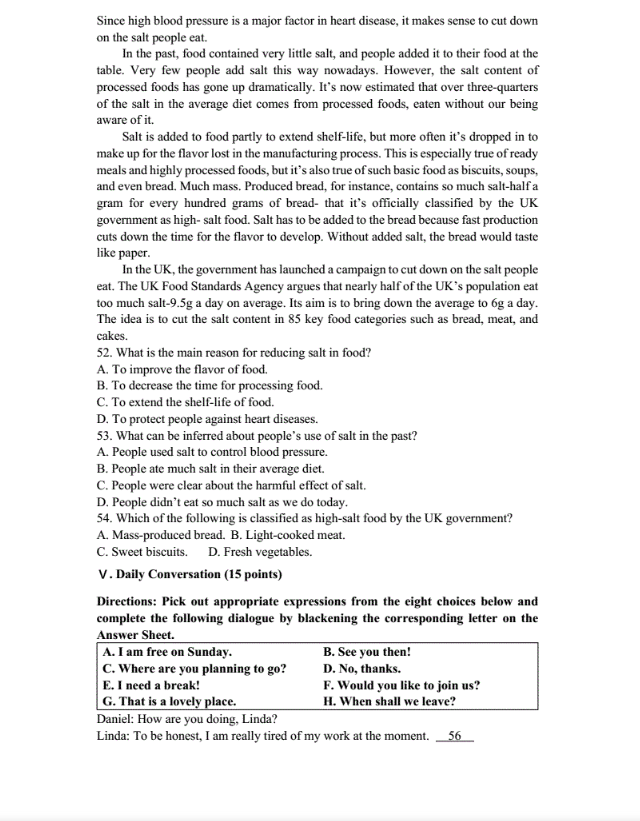 Since high blood pressure is a major factor in heart disease, it makes sense to cut down
on the salt people eat.
In the past, food contained very little salt, and people added it to their food at the
table. Very few people add salt this way nowadays. However, the salt content of
processed foods has gone up dramatically. It's now estimated that over three-quarters
of the salt in the average diet comes from processed foods, eaten without our being
aware of it.
Salt is added to food partly to extend shelf-life, but more often it's dropped in to
make up for the flavor lost in the manufacturing process. This is especially true of ready
meals and highly processed foods, but it's also true of such basic food as biscuits, soups,
and even bread. Much mass. Produced bread, for instance, contains so much salt-half a
gram for every hundred grams of bread- that it's officially classified by the UK
government as high- salt food. Salt has to be added to the bread because fast production
cuts down the time for the flavor to develop. Without added salt, the bread would taste
like paper.
In the UK, the government has launched a campaign to cut down on the salt people
eat. The UK Food Standards Agency argues that nearly half of the UK's population eat
too much salt-9.5g a day on average. Its aim is to bring down the average to 6g a day.
The idea is to cut the salt content in 85 key food categories such as bread, meat, and
cakes.
52. What is the main reason for reducing salt in food?
A. To improve the flavor of food.
B. To decrease the time for processing food.
C. To extend the shelf-life of food.
D. To protect people against heart diseases.
53. What can be inferred about people's use of salt in the past?
A. People used salt to control blood pressure.
B. People ate much salt in their average diet.
C. People were clear about the harmful effect of salt.
D. People didn't eat so much salt as we do today.
54. Which of the following is classified as high-salt food by the UK government?
A. Mass-produced bread. B. Light-cooked meat.
C. Sweet biscuits. D. Fresh vegetables.
V. Daily Conversation (15 points)
Directions: Pick out appropriate expressions from the eight choices below and
complete the following dialogue by blackening the corresponding letter on the
Answer Sheet.
A. I am free on Sunday. B. See you then!
C. Where are you planning to go? D. No, thanks.
E. I need a break! F. Would you like to join us?
G. That is a lovely place. H. When shall we leave?
Daniel: How are you doing, Linda?
Linda: To be honest, I am really tired of my work at the moment. __56__